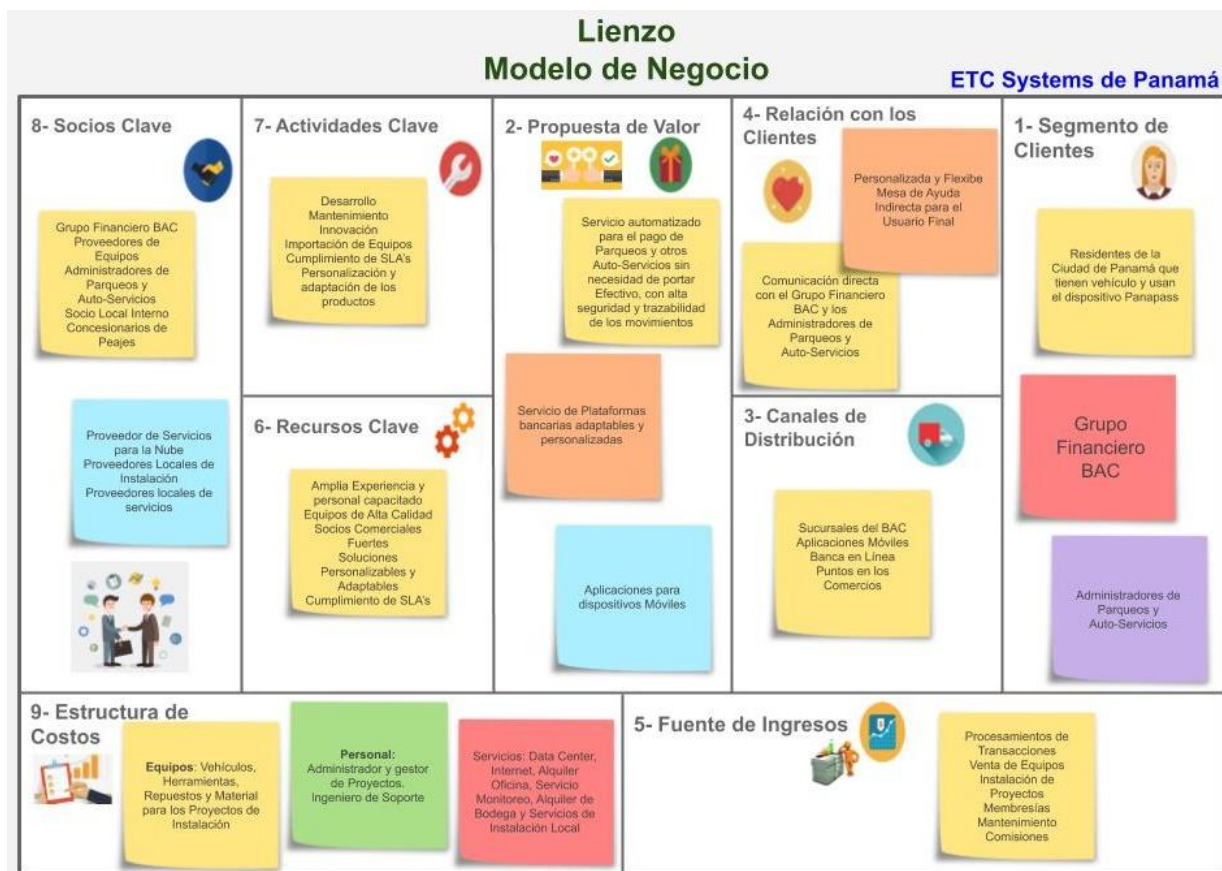 Lienzo
Modelo de Negocio
ETC Systems de Panamá
8- Socios Clave
Grupo Financiero BAC
Proveedores de
Equipos
Administradores de
Parqueos y
Auto-Servicios
Socio Local Interno
Concesionarios de
Peajes
Proveedor de Servicios
para la Nube
Proveedores Locales de
Instalación
Proveedores locales de
servicios
7- Actividades Clave
Desarrollo
Mantenimiento
Innovación
Importación de Equipos
Cumplimiento de SLA's
Personalización y
adaptación de los
productos
6- Recursos Clave
Amplia Experiencia y
personal capacitado
Equipos de Alta Calidad
Socios Comerciales
Fuertes
Soluciones
Personalizables y
Adaptables
Cumplimiento de SLA's
2- Propuesta de Valor
Servicio automatizado
para el pago de
Parqueos y otros
Auto-Servicios sin
necesidad de portar
Efectivo, con alta
seguridad y trazabilidad
de los movimientos
Servicio de Plataformas
bancarias adaptables y
personalizadas
Aplicaciones para
dispositivos Móviles
4- Relación con los
Clientes
Personalizada y Flexibe
Mesa de Ayuda
Indirecta para el
Usuario Final
Comunicación directa
con el Grupo Financiero
BAC y los
Administradores de
Parqueos y
Auto-Servicios
3- Canales de
Distribución
Sucursales del BAC
Aplicaciones Móviles
Banca en Línea
Puntos en los
Comercios
1- Segmento de
Clientes
Residentes de la
Ciudad de Panamá que
tienen vehículo y usan
el dispositivo Panapass
Grupo
Financiero
BAC
Administradores de
Parqueos y
Auto-Servicios
9- Estructura de
Costos
Equipos: Vehículos,
Herramientas,
Repuestos y Material
para los Proyectos de
Instalación
Personal:
Administrador y gestor
de Proyectos.
Ingeniero de Soporte
Servicios: Data Center,
Internet, Alquiler
Oficina, Servicio
Monitoreo, Alquiler de
Bodega y Servicios de
Instalación Local
5- Fuente de Ingresos
Procesamientos de
Transacciones
Venta de Equipos
Instalación de
Proyectos
Membresías
Mantenimiento
Comisiones